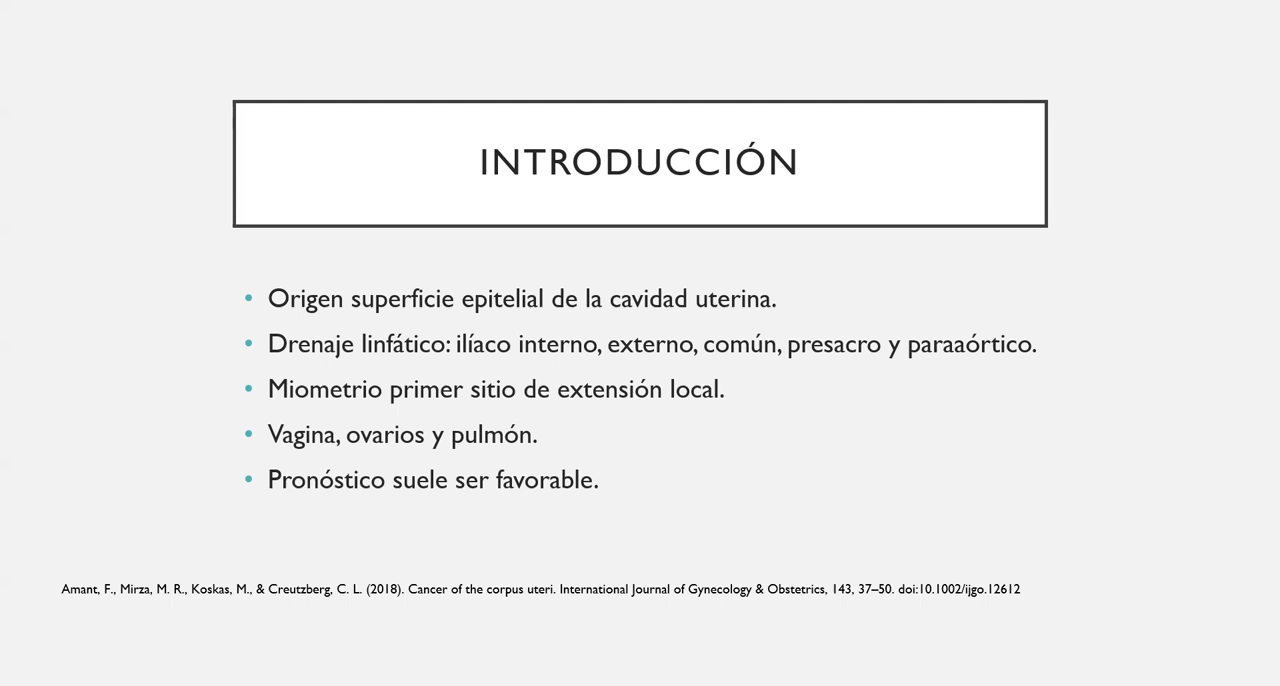 INTRODUCCIÓN
• Origen superficie epitelial de la cavidad uterina.
• Drenaje linfático: ilíaco interno, externo, común, presacro y paraaórtico.
• Miometrio primer sitio de extensión local.
• Vagina, ovarios y pulmón.
• Pronóstico suele ser favorable.
Amant, F., Mirza, M. R., Koskas, M., & Creutzberg, C. L. (2018). Cancer of the corpus uteri. International Journal of Gynecology & Obstetrics, 143, 37–50. doi:10.1002/ijgo.12612